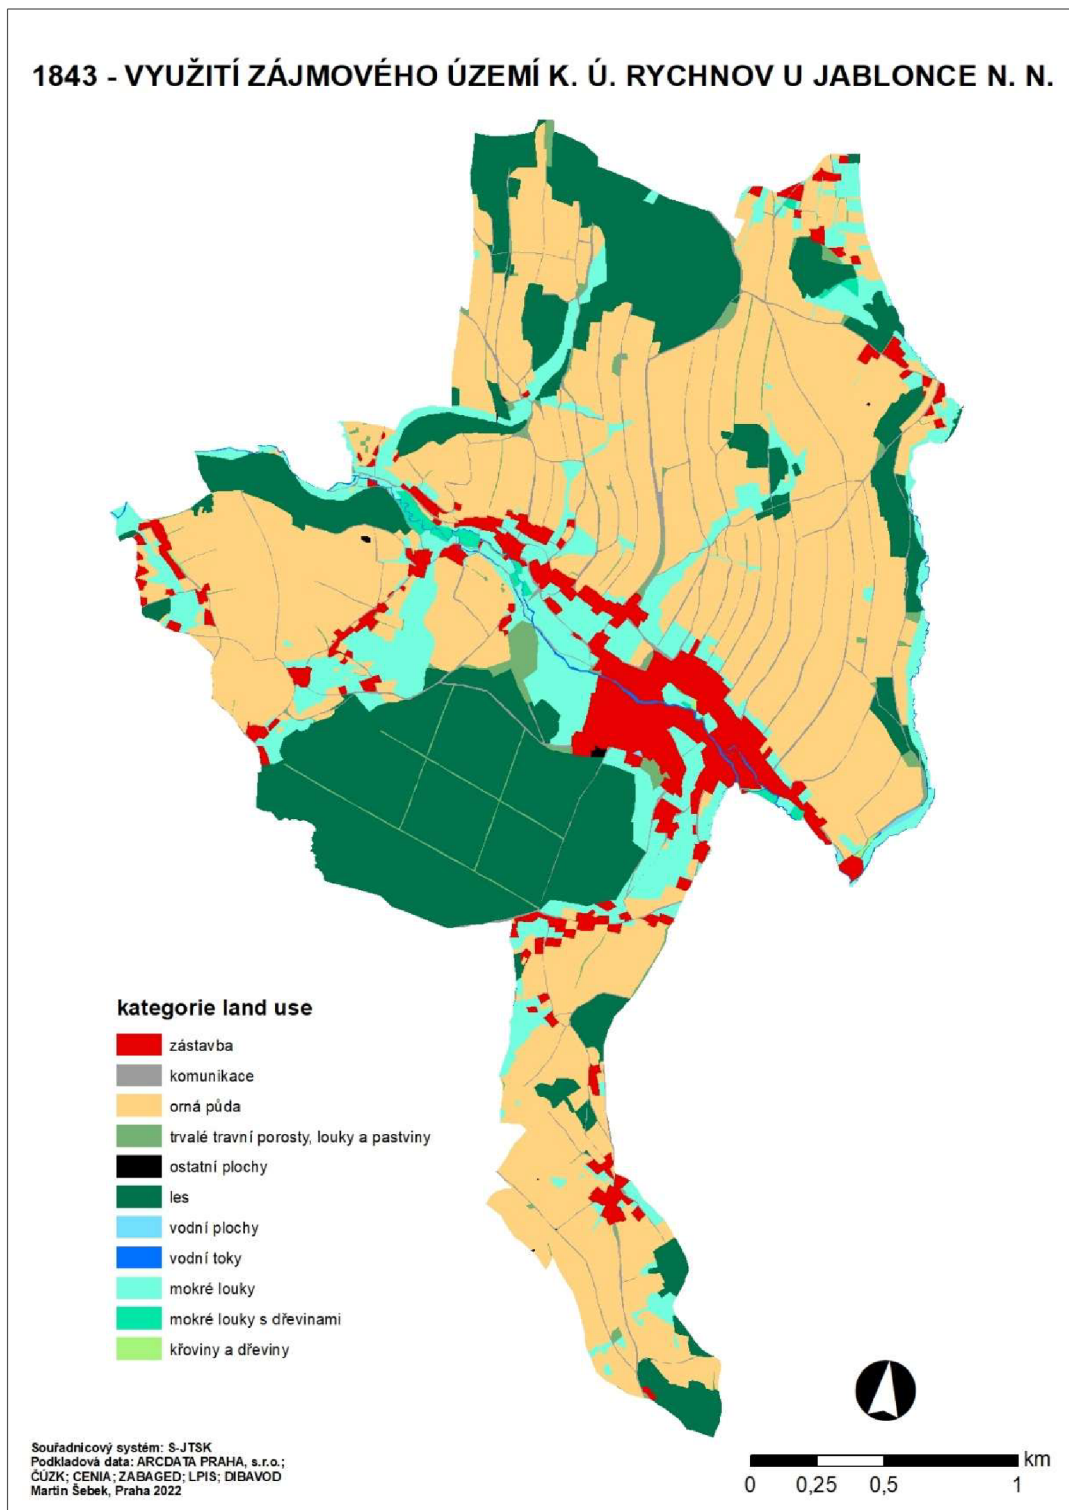 1843 - VYUŽITÍ ZÁJMOVÉHO ÚZEMÍ K. Ú. RYCHNOV U JABLONCE N. N.
kategorie land use
zástavba
komunikace
orná půda
trvalé travní porosty, louky a pastviny
ostatní plochy
les
vodní plochy
vodní toky
mokré louky
mokré louky s dřevinami
křoviny a dřeviny
Souřadnicový systém: S-JTSK
Podkladová data: ARCDATA PRAHA, s.r.o.;
ČÚZK; CENIA; ZABAGED; LPIS; DIBAVOD
Martin Šebek, Praha 2022
km
0 0,25 0,5 1